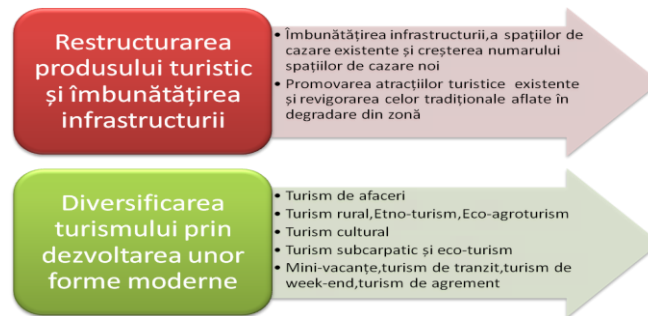 Restructurarea
produsului turistic
și îmbunătățirea
infrastructurii
• Îmbunătățirea infrastructurii,a spațiilor de
cazare existente și creșterea numarului
spațiilor de cazare noi
• Promovarea atracțiilor turistice existente
și revigorarea celor tradiționale aflate în
degradare din zonă
Diversificarea
turismului prin
dezvoltarea unor
forme moderne
• Turism de afaceri
• Turism rural,Etno-turism,Eco-agroturism
• Turism cultural
• Turism subcarpatic și eco-turism
• Mini-vacanțe,turism de tranzit,turism de
week-end,turism de agrement